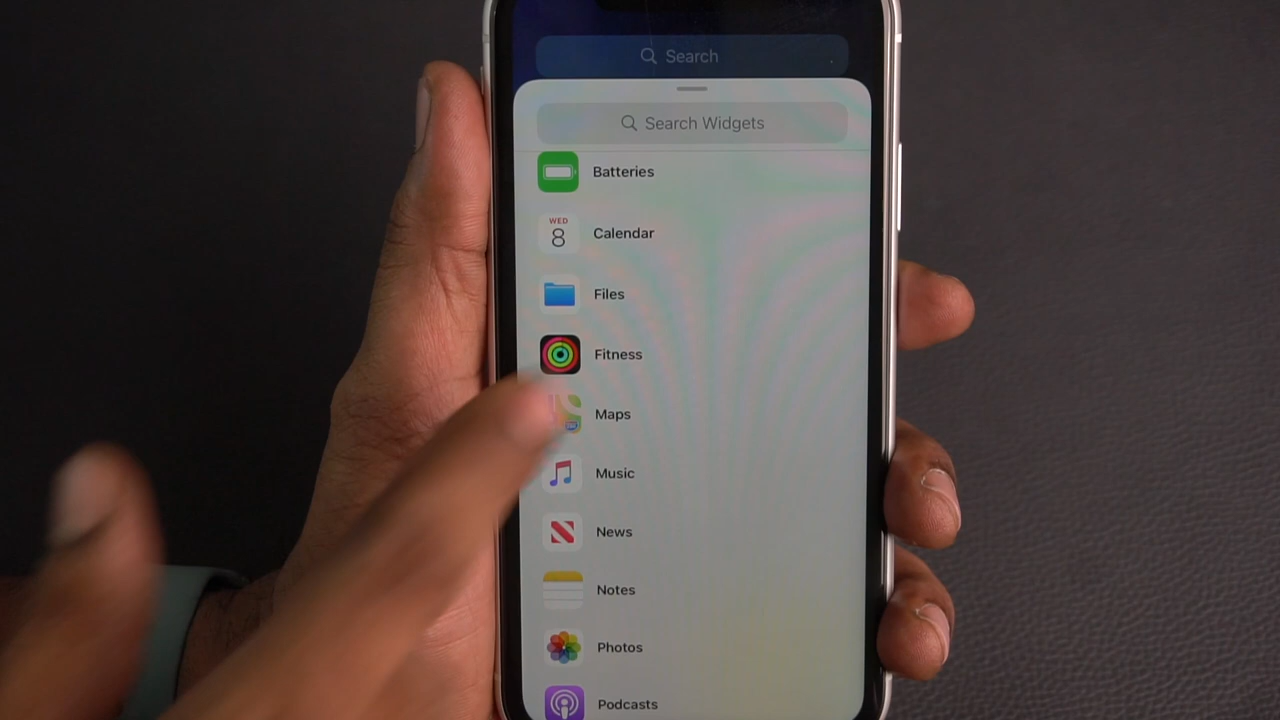 Search
Search Widgets
Batteries
WED
8
Calendar
Files
Fitness
Maps
Music
News
Notes
Photos
Podcasts